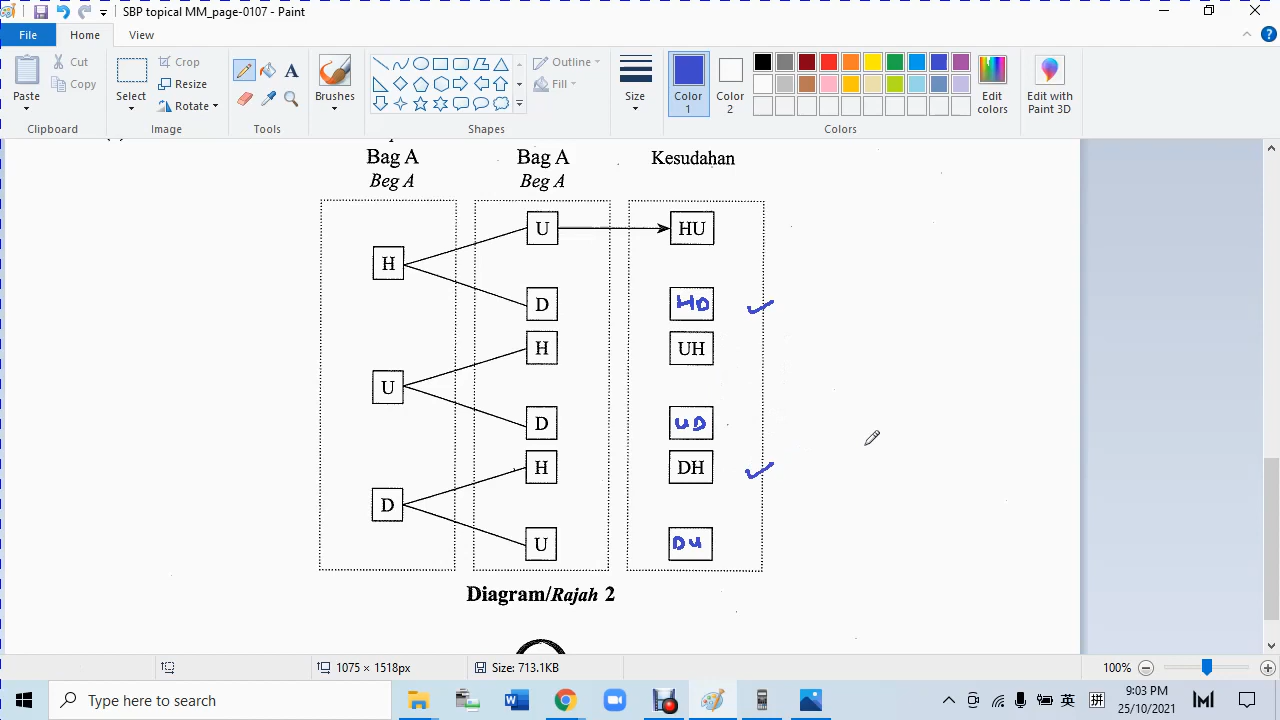 SBP topical MM_page-0107 - Paint
File Home View
Paste Cut Copy Clipboard
Select Crop Resize Rotate Image
Tools
Brushes
Outline Fill Shapes
Size
Color 1 Color 2 Edit colors Colors
Edit with Paint 3D
Bag A Bag A Kesudahan
Beg A Beg A
U HU
H
D HD
H UH
U
D UD
H DH
D
U DU
Diagram/Rajah 2
1075 × 1518px Size: 713.1KB 100%
Type here to search
英 拼 9:03 PM
25/10/2021